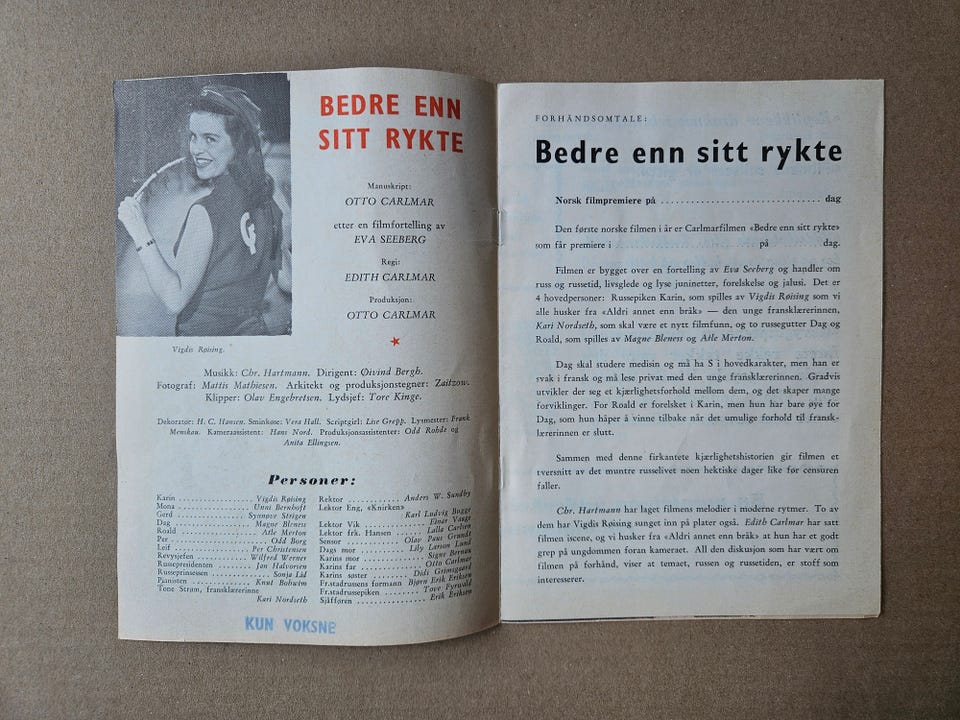 BEDRE ENN
SITT RYKTE
Manuskript:
OTTO CARLMAR
etter en filmfortelling av
EVA SEEBERG
Regi:
EDITH CARLMAR
Produksjon:
OTTO CARLMAR
Vigdis Røising.
Musikk: Chr. Hartmann. Dirigent: Øivind Bergh.
Fotograf: Mattis Mathiesen. Arkitekt og produksjonstegner: Zaitzow.
Klipper: Olav Engebretsen. Lydsjef: Tore Kinge.
Dekoratør: H. C. Hansen. Sminköse: Vera Hall. Scriptgirl: Lise Grepp. Lysmester: Frank
Menskau. Kameraassistent: Hans Nord. Produksjonsassistenter: Odd Rohde og
Anita Ellingsen.
Personer:
Karin .......... Vigdis Røising
Mona .......... Unni Bernhoft
Gerd .......... Synnøve Strigen
Dag .......... Magne Bleness
Roald .......... Atle Merton
Per .......... Odd Borg
Leif .......... Per Christensen
Revysjefen .......... Wilfred Werner
Russepresidenten .......... Jan Halvorsen
Russeprinsessen .......... Sonja Lid
Pianisten .......... Knut Bohwim
Tone Strøm, fransklærerinne
Kari Nordseth
Rektor .......... Anders W. Sundby
Lektor Eng, «Knirken»
Karl Ludvig Bugge
Lektor Vik .......... Einar Vaage
Lektor frk. Hansen .......... Lalla Carlsen
Sensor .......... Olav Paus Grundt
Dags mor .......... Lily Larson Lund
Karins mor .......... Signe Bernau
Karins far .......... Otto Carlmar
Karins søster .......... Didi Grimsgaard
Fr.stadrussens formann Bjørn Erik Eriksen
Fr.stadrussepiken .......... Tove Fyrwald
Sjåføren .......... Erik Eriksen
KUN VOKSNE
FORHÅNDSOMTALE:
Bedre enn sitt rykte
Norsk filmpremiere på .......................... dag
Den første norske filmen i år er Carlmarfilmen «Bedre enn sitt rykte»
som får premiere i .......................... på .......... dag.
Filmen er bygget over en fortelling av Eva Seeberg og handler om
russ og russetid, livsglede og lyse juninetter, forelskelse og jalusi. Det er
4 hovedpersoner: Russepiken Karin, som spilles av Vigdis Røising som vi
alle husker fra «Aldri annet enn bråk» — den unge fransklærerinnen,
Kari Nordseth, som skal være et nytt filmfunn, og to russegutter Dag og
Roald, som spilles av Magne Bleness og Atle Merton.
Dag skal studere medisin og må ha S i hovedkarakter, men han er
svak i fransk og må lese privat med den unge fransklærerinnen. Gradvis
utvikler der seg et kjærlighetsforhold mellom dem, og det skaper mange
forviklinger. For Roald er forelsket i Karin, men hun har bare øye for
Dag, som hun håper å vinne tilbake når det umulige forhold til fransk-
lærerinnen er slutt.
Sammen med denne firkantete kjærlighetshistorien gir filmen et
tversnitt av det muntre russelivet noen hektiske dager like før censuren
faller.
Chr. Hartmann har laget filmens melodier i moderne rytmer. To av
dem har Vigdis Røising sunget inn på plater også. Edith Carlmar har satt
filmen iscene, og vi husker fra «Aldri annet enn bråk» at hun har et godt
grep på ungdommen foran kameraet. All den diskusjon som har vært om
filmen på forhånd, viser at temaet, russen og russetiden, er stoff som
interesserer.